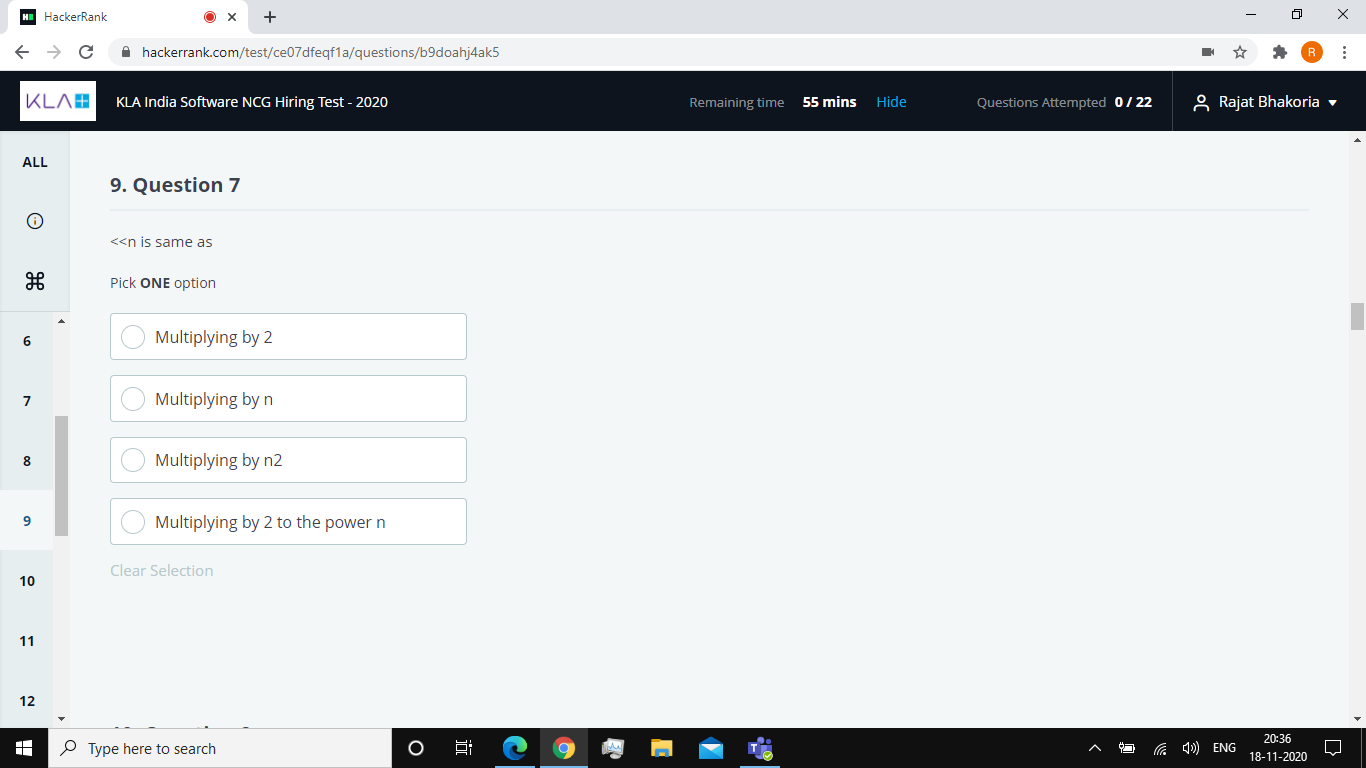 HackerRank
hackerrank.com/test/ce07dfeqf1a/questions/b9doahj4ak5
R
KLA
KLA India Software NCG Hiring Test - 2020
Remaining time 55 mins Hide
Questions Attempted 0 / 22
Rajat Bhakoria
ALL
6
7
8
9
10
11
12
9. Question 7
<<n is same as
Pick ONE option
Multiplying by 2
Multiplying by n
Multiplying by n2
Multiplying by 2 to the power n
Clear Selection
Type here to search
ENG
20:36
18-11-2020